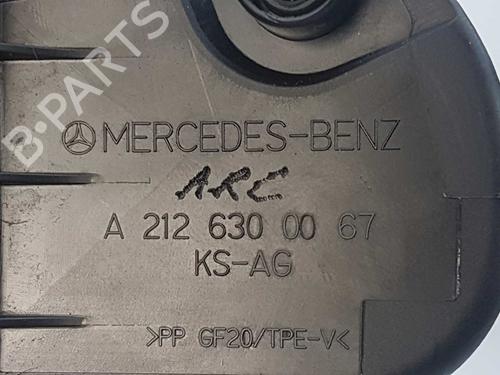 B-PARTS
MERCEDES-BENZ
ARC
A 212 630 00 67
KS-AG
>PP GF20/TPE-V<